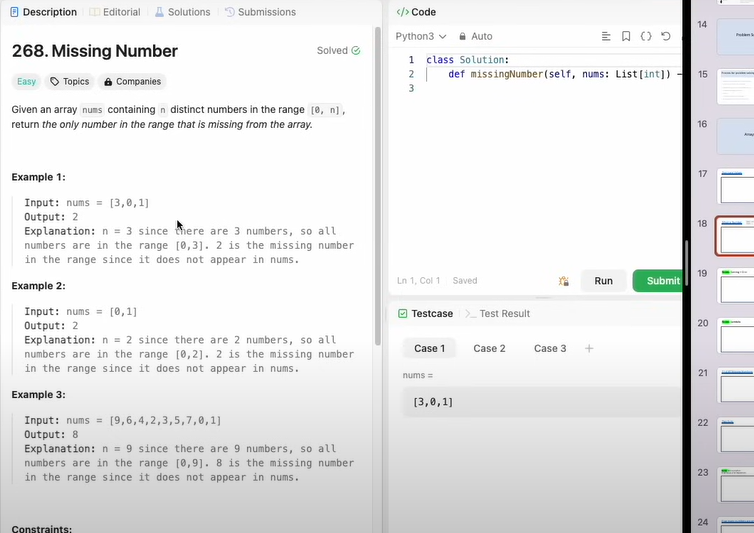 Description
Editorial
Solutions
Submissions
268. Missing Number
Solved
Easy
Topics
Companies
Given an array nums containing n distinct numbers in the range [0, n],
return the only number in the range that is missing from the array.
Example 1:
Input: nums = [3,0,1]
Output: 2
Explanation: n = 3 since there are 3 numbers, so all
numbers are in the range [0,3]. 2 is the missing number
in the range since it does not appear in nums.
Example 2:
Input: nums = [0,1]
Output: 2
Explanation: n = 2 since there are 2 numbers, so all
numbers are in the range [0,2]. 2 is the missing number
in the range since it does not appear in nums.
Example 3:
Input: nums = [9,6,4,2,3,5,7,0,1]
Output: 8
Explanation: n = 9 since there are 9 numbers, so all
numbers are in the range [0,9]. 8 is the missing number
in the range since it does not appear in nums.
Constraints:
</> Code
Python3
Auto
1 class Solution:
2 def missingNumber(self, nums: List[int]) -
3
Ln 1, Col 1
Saved
Run
Submit
Testcase
>_ Test Result
Case 1
Case 2
Case 3
+
nums =
[3,0,1]
14
15
16
17
18
19
20
21
22
23
24